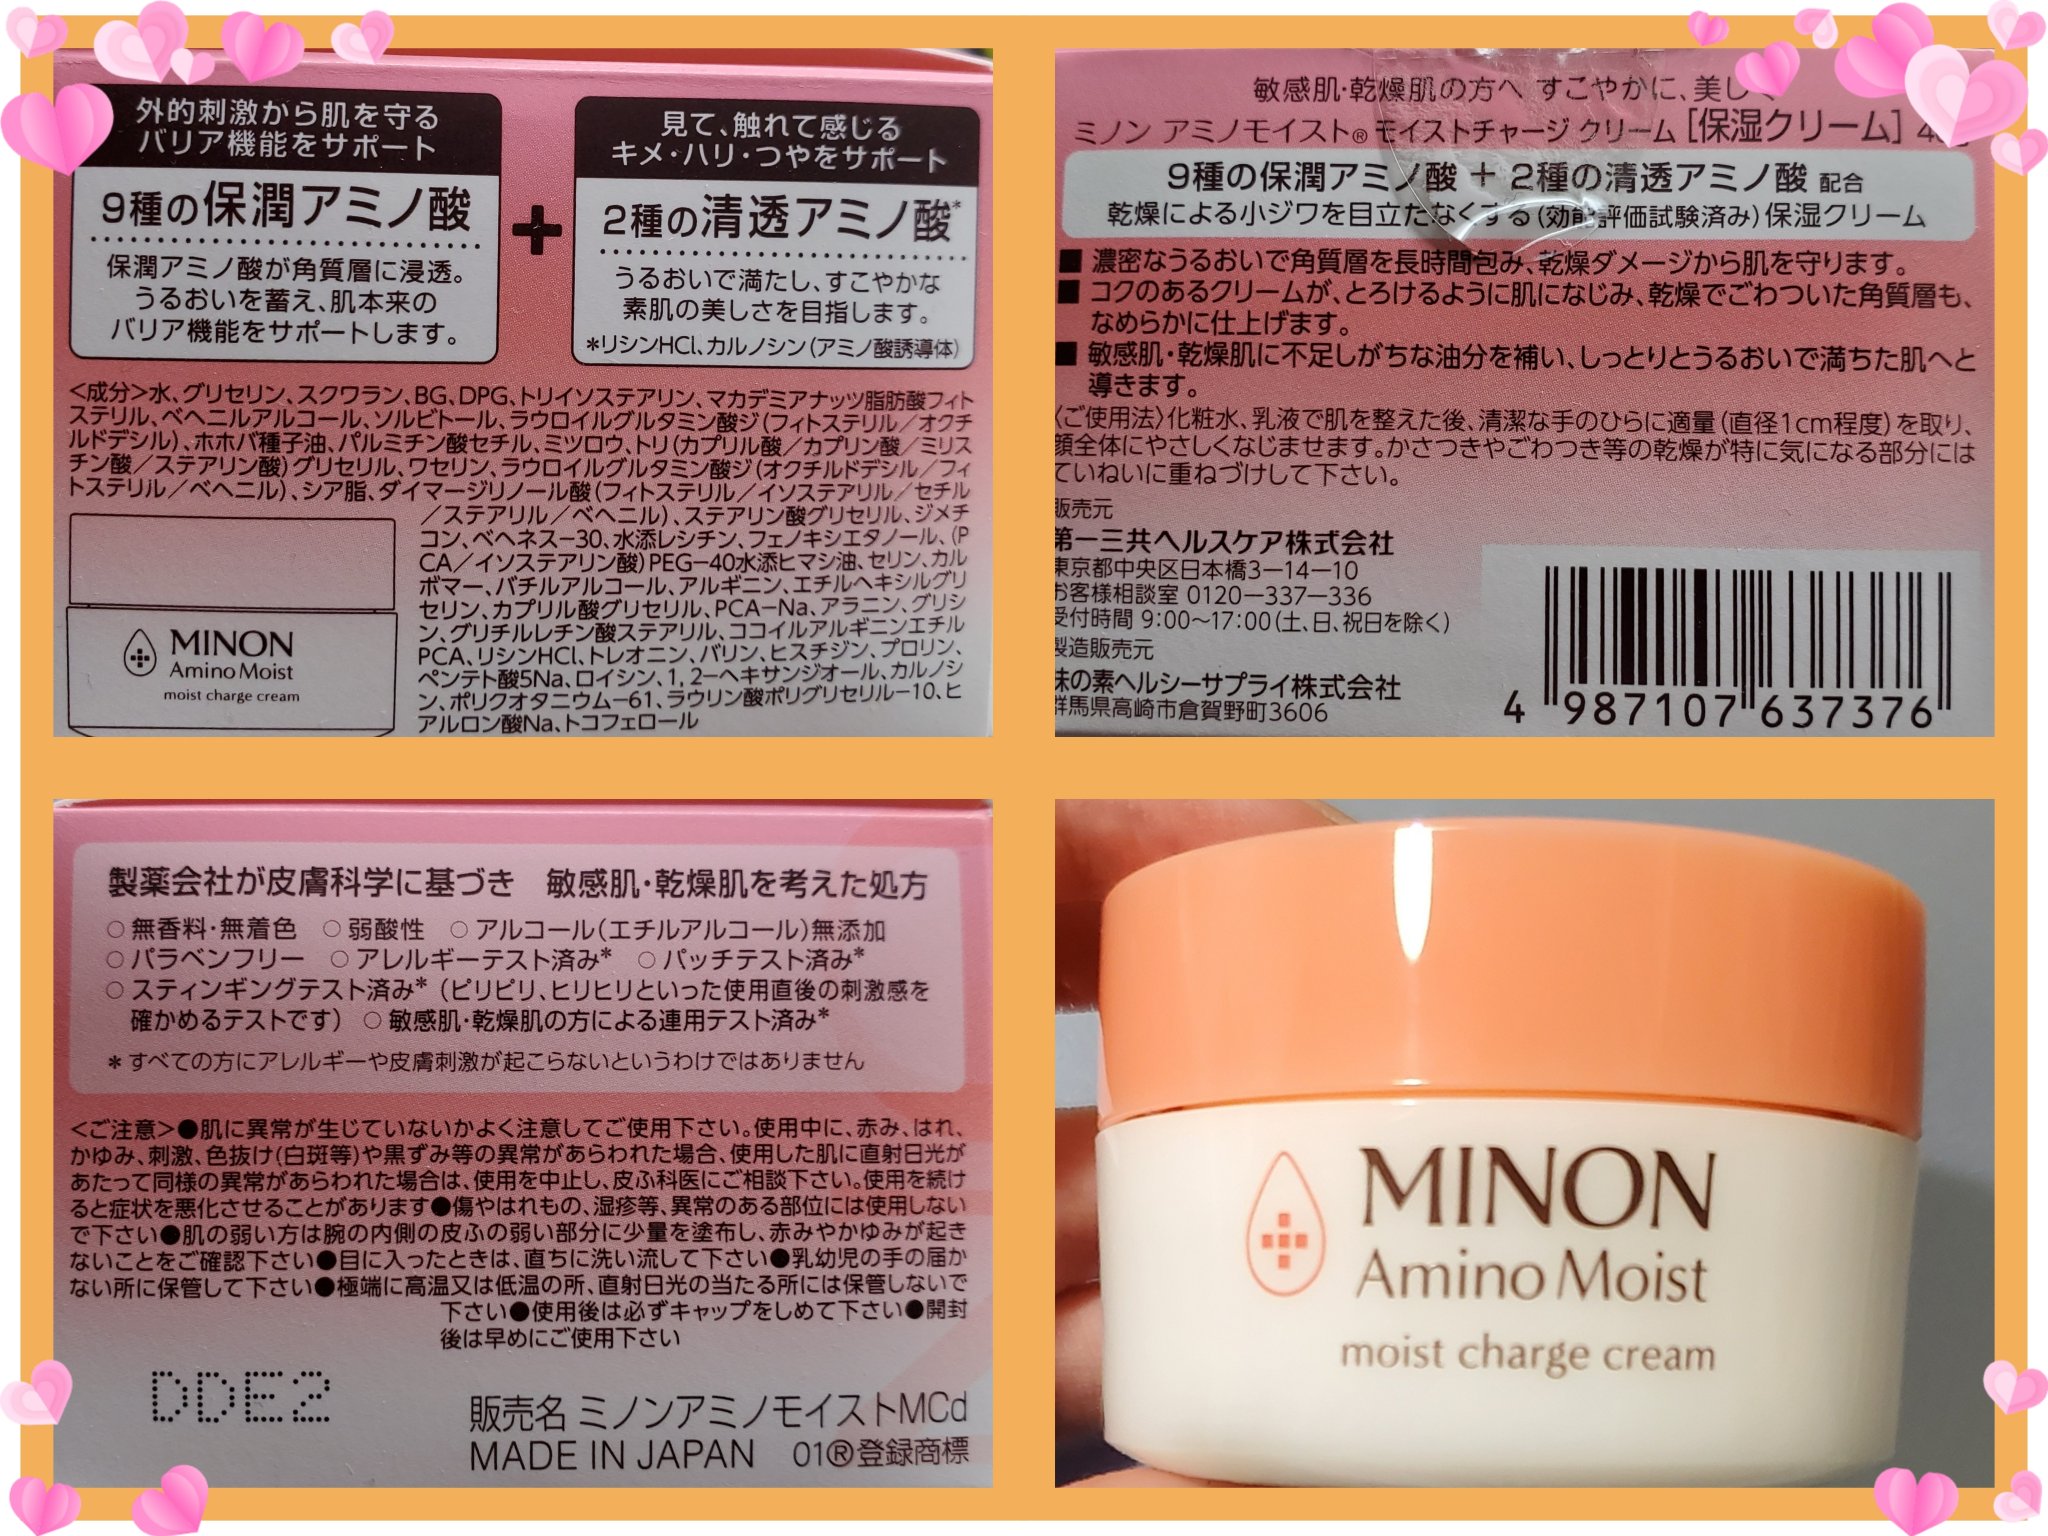 外的刺激から肌を守る
バリア機能をサポート
9種の保潤アミノ酸
保潤アミノ酸が角質層に浸透。
うるおいを蓄え、肌本来の
バリア機能をサポートします。
+
見て、触れて感じる
キメ・ハリ・つやをサポート
2種の清透アミノ酸*
うるおいで満たし、すこやかな
素肌の美しさを目指します。
*リシンHCl、カルノシン(アミノ酸誘導体)
<成分>水、グリセリン、スクワラン、BG、DPG、トリイソステアリン、マカデミアナッツ脂肪酸フィト
ステリル、ベヘニルアルコール、ソルビトール、ラウロイルグルタミン酸ジ(フィトステリル/オクチ
ルドデシル)、ホホバ種子油、パルミチン酸セチル、ミツロウ、トリ(カプリル酸/カプリン酸/ミリス
チン酸/ステアリン酸)グリセリル、ワセリン、ラウロイルグルタミン酸ジ(オクチルドデシル/フィ
トステリル/ベヘニル)、シア脂、ダイマージリノール酸(フィトステリル/イソステアリル/セチル
/ステアリル/ベヘニル)、ステアリン酸グリセリル、ジメチ
コン、ベヘネス-30、水添レシチン、フェノキシエタノール、(P
CA/イソステアリン酸)PEG-40水添ヒマシ油、セリン、カル
ボマー、バチルアルコール、アルギニン、エチルヘキシルグリ
セリン、カプリル酸グリセリル、PCA-Na、アラニン、グリシ
ン、グリチルレチン酸ステアリル、ココイルアルギニンエチル
PCA、リシンHCl、トレオニン、バリン、ヒスチジン、プロリン、
ペンテト酸5Na、ロイシン、1,2-ヘキサンジオール、カルノシ
ン、ポリクオタニウム-61、ラウリン酸ポリグリセリル-10、ヒ
アルロン酸Na、トコフェロール
MINON
Amino Moist
moist charge cream
敏感肌・乾燥肌の方へ すこやかに、美し
ミノン アミノモイスト® モイストチャージ クリーム [保湿クリーム]
9種の保潤アミノ酸 + 2種の清透アミノ酸 配合
乾燥による小ジワを目立たなくする(効能評価試験済み)保湿クリーム
■ 濃密なうるおいで角質層を長時間包み、乾燥ダメージから肌を守ります。
■ コクのあるクリームが、とろけるように肌になじみ、乾燥でごわついた角質層も、
なめらかに仕上げます。
■ 敏感肌・乾燥肌に不足しがちな油分を補い、しっとりとうるおいで満ちた肌へと
導きます。
〈ご使用法〉化粧水、乳液で肌を整えた後、清潔な手のひらに適量(直径1cm程度)を取り、
顔全体にやさしくなじませます。かさつきやごわつき等の乾燥が特に気になる部分には
ていねいに重ねづけして下さい。
販売元
第一三共ヘルスケア株式会社
東京都中央区日本橋3-14-10
お客様相談室 0120-337-336
受付時間 9:00~17:00(土、日、祝日を除く)
製造販売元
味の素ヘルシーサプライ株式会社
群馬県高崎市倉賀野町3606
4 987107 637376
製薬会社が皮膚科学に基づき 敏感肌・乾燥肌を考えた処方
○ 無香料・無着色 ○ 弱酸性 ○ アルコール(エチルアルコール)無添加
○ パラベンフリー ○ アレルギーテスト済み* ○ パッチテスト済み*
○ スティンギングテスト済み*(ピリピリ、ヒリヒリといった使用直後の刺激感を
確かめるテストです) ○ 敏感肌・乾燥肌の方による連用テスト済み*
* すべての方にアレルギーや皮膚刺激が起こらないというわけではありません
<ご注意>●肌に異常が生じていないかよく注意してご使用下さい。使用中に、赤み、はれ、
かゆみ、刺激、色抜け(白斑等)や黒ずみ等の異常があらわれた場合、使用した肌に直射日光が
あたって同様の異常があらわれた場合は、使用を中止し、皮ふ科医にご相談下さい。使用を続け
ると症状を悪化させることがあります●傷やはれもの、湿疹等、異常のある部位には使用しない
で下さい●肌の弱い方は腕の内側の皮ふの弱い部分に少量を塗布し、赤みやかゆみが起き
ないことをご確認下さい●目に入ったときは、直ちに洗い流して下さい●乳幼児の手の届か
ない所に保管して下さい●極端に高温又は低温の所、直射日光の当たる所には保管しないで
下さい●使用後は必ずキャップをしめて下さい●開封
後は早めにご使用下さい
DDE2
販売名 ミノンアミノモイストMCd
MADE IN JAPAN 01®登録商標
MINON
Amino Moist
moist charge cream